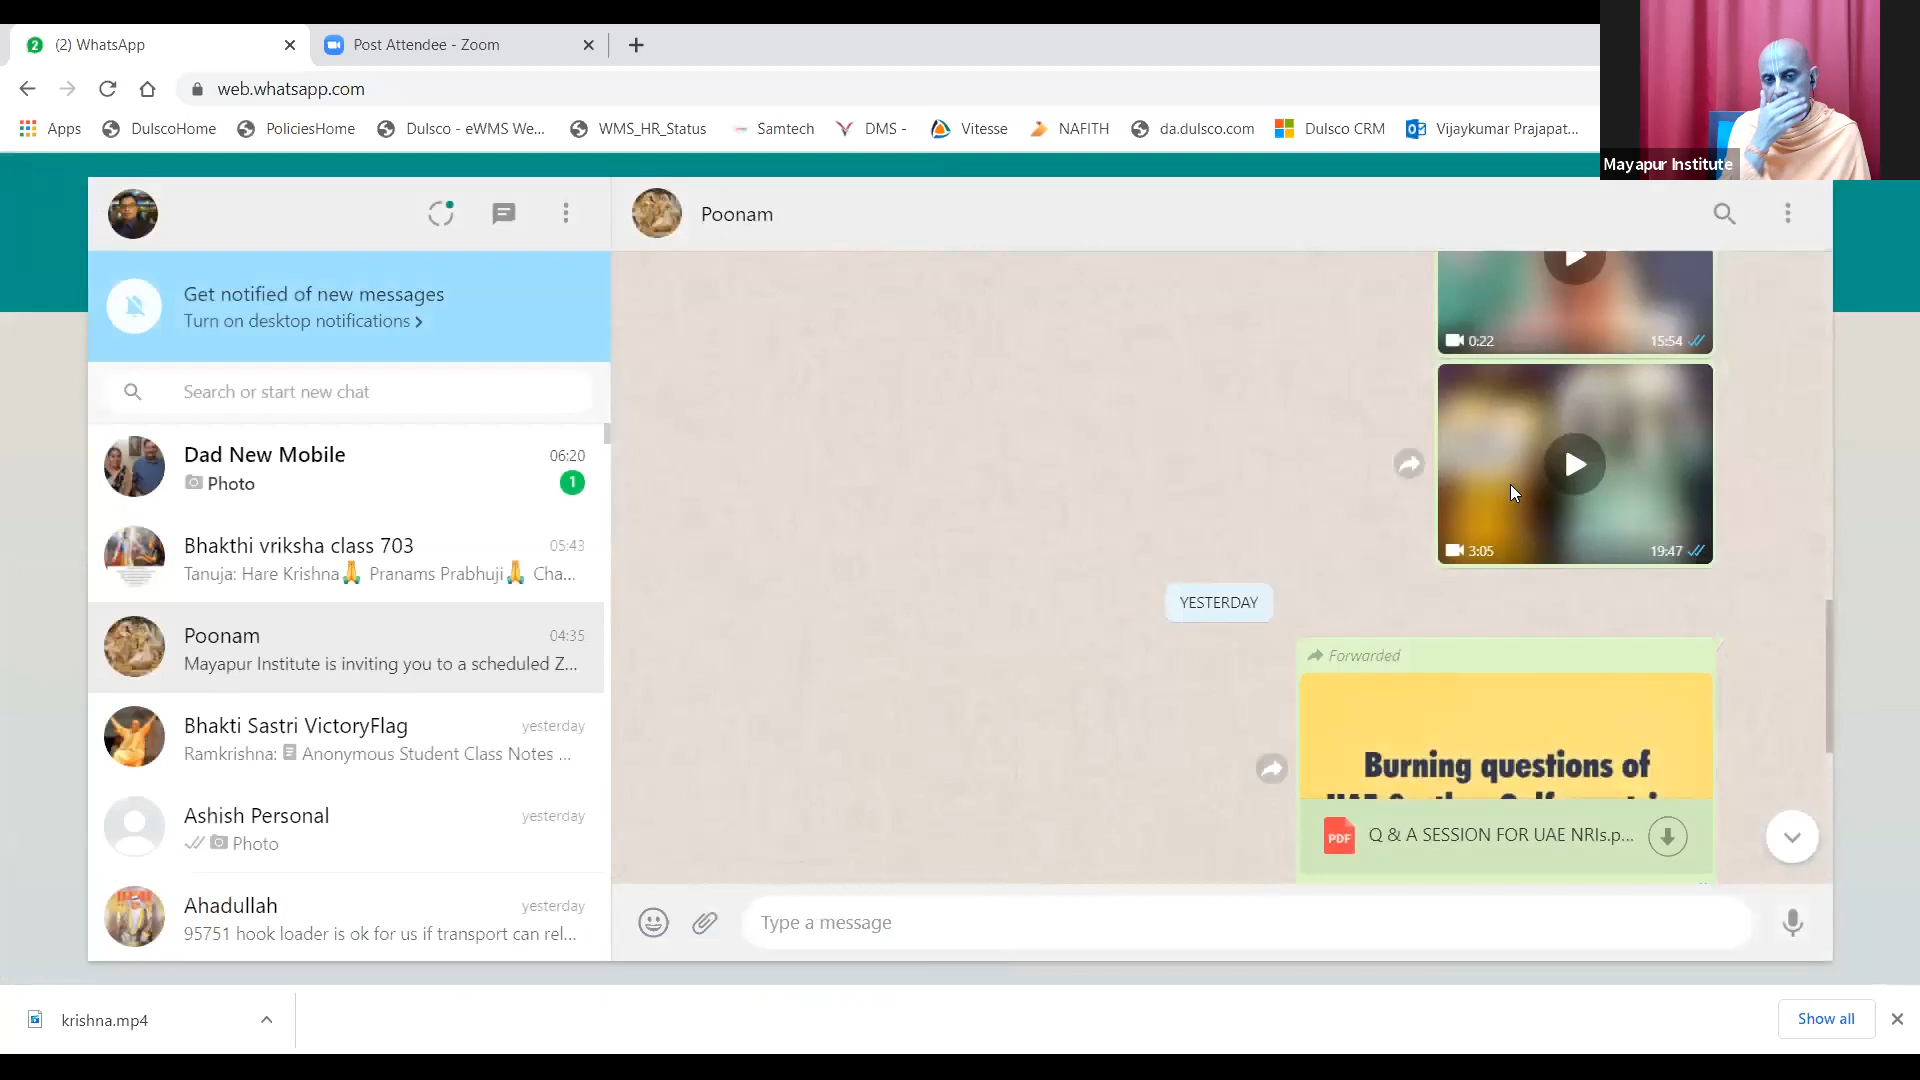 (2) WhatsApp
Post Attendee - Zoom
web.whatsapp.com
Apps DulscoHome PoliciesHome Dulsco - eWMS We... WMS_HR_Status Samtech DMS - Vitesse NAFITH da.dulsco.com Dulsco CRM Vijaykumar Prajapat...
Mayapur Institute
Poonam
Get notified of new messages
Turn on desktop notifications
Search or start new chat
Dad New Mobile 06:20
Photo 1
Bhakthi vriksha class 703 05:43
Tanuja: Hare Krishna🙏 Pranams Prabhuji🙏 Cha...
Poonam 04:35
Mayapur Institute is inviting you to a scheduled Z...
Bhakti Sastri VictoryFlag yesterday
Ramkrishna: Anonymous Student Class Notes ...
Ashish Personal yesterday
Photo
Ahadullah yesterday
95751 hook loader is ok for us if transport can rel...
0:22 15:54
3:05 19:47
YESTERDAY
Forwarded
Burning questions of
PDF Q & A SESSION FOR UAE NRIs.p...
Type a message
krishna.mp4
Show all